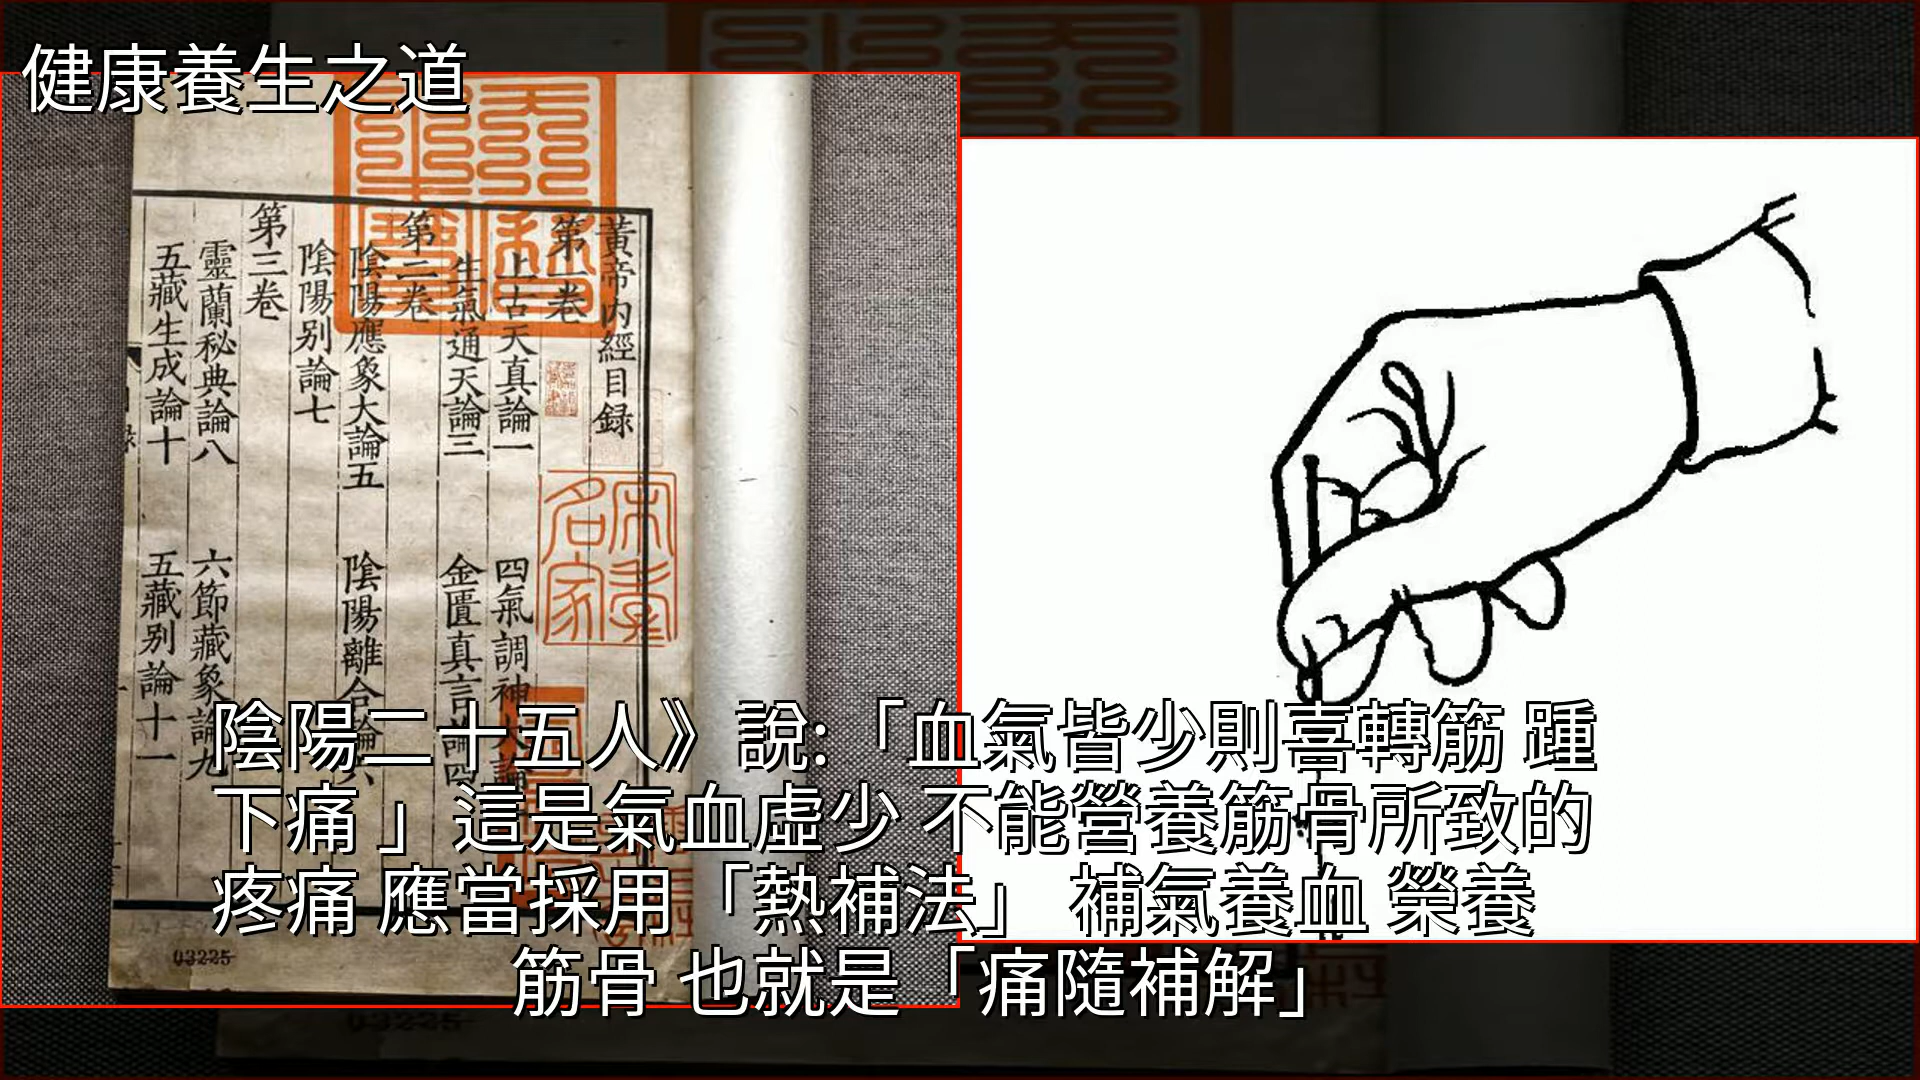 健康養生之道
黃帝內經目錄
第一卷
上古天真論一 四氣調神大論
生氣通天論三 金匱真言論四
第二卷
陰陽應象大論五 陰陽離合論六
陰陽別論七
第三卷
靈蘭秘典論八 六節藏象論九
五藏生成論十 五藏別論十一
03225
陰陽二十五人》說:「血氣皆少則喜轉筋 踵
下痛 」這是氣血虛少 不能營養筋骨所致的
疼痛 應當採用「熱補法」 補氣養血 榮養
筋骨 也就是「痛隨補解」